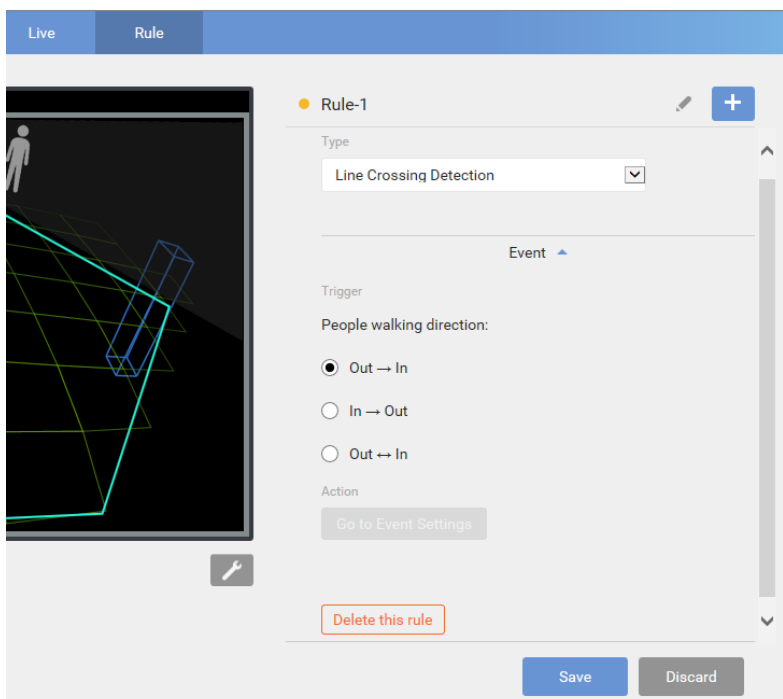 Live Rule
Rule-1
Type
Line Crossing Detection
Event
Trigger
People walking direction:
Out → In
In → Out
Out ↔ In
Action
Go to Event Settings
Delete this rule
Save Discard